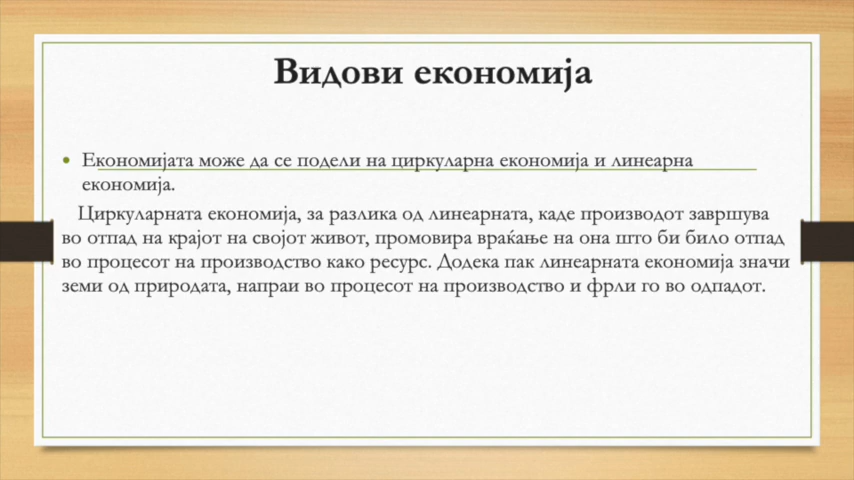 Видови економија
• Економијата може да се подели на циркуларна економија и линеарна
економија.
Циркуларната економија, за разлика од линеарната, каде производот завршува
во отпад на крајот на својот живот, промовира враќање на она што би било отпад
во процесот на производство како ресурс. Додека пак линеарната економија значи
земи од природата, направи во процесот на производство и фрли го во одпадот.